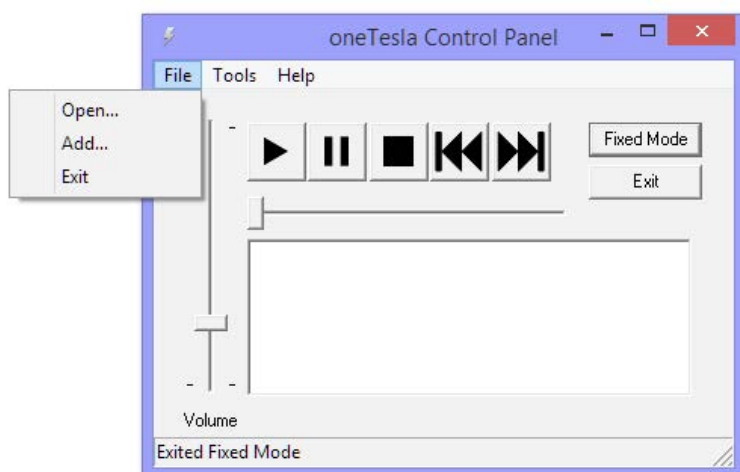 oneTesla Control Panel
File Tools Help
Open...
Add...
Exit
Fixed Mode
Exit
Volume
Exited Fixed Mode